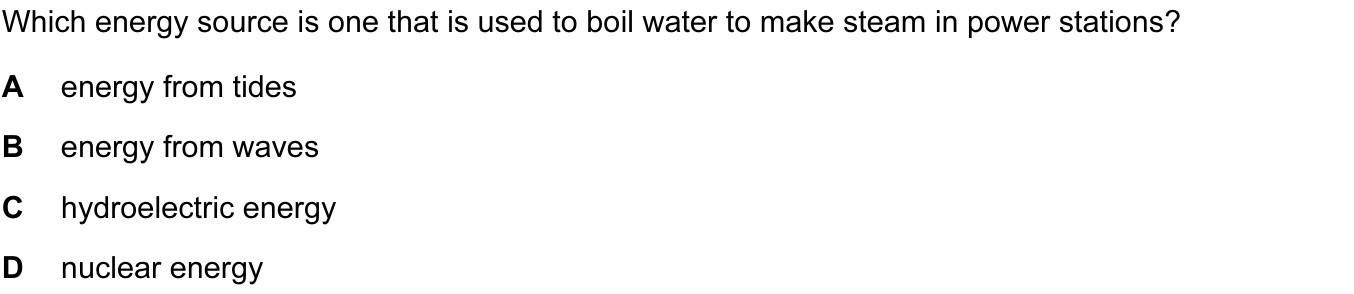 Which energy source is one that is used to boil water to make steam in power stations?
A energy from tides
B energy from waves
C hydroelectric energy
D nuclear energy